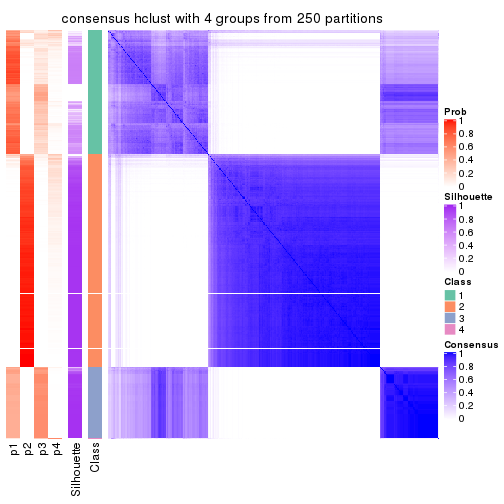 consensus hclust with 4 groups from 250 partitions
Prob
1
0.8
0.6
0.4
0.2
0
Silhouette
1
0.8
0.6
0.4
0.2
0
Class
1
2
3
4
Consensus
1
0.8
0.6
0.4
0.2
0
p1
p2
p3
p4
Silhouette
Class